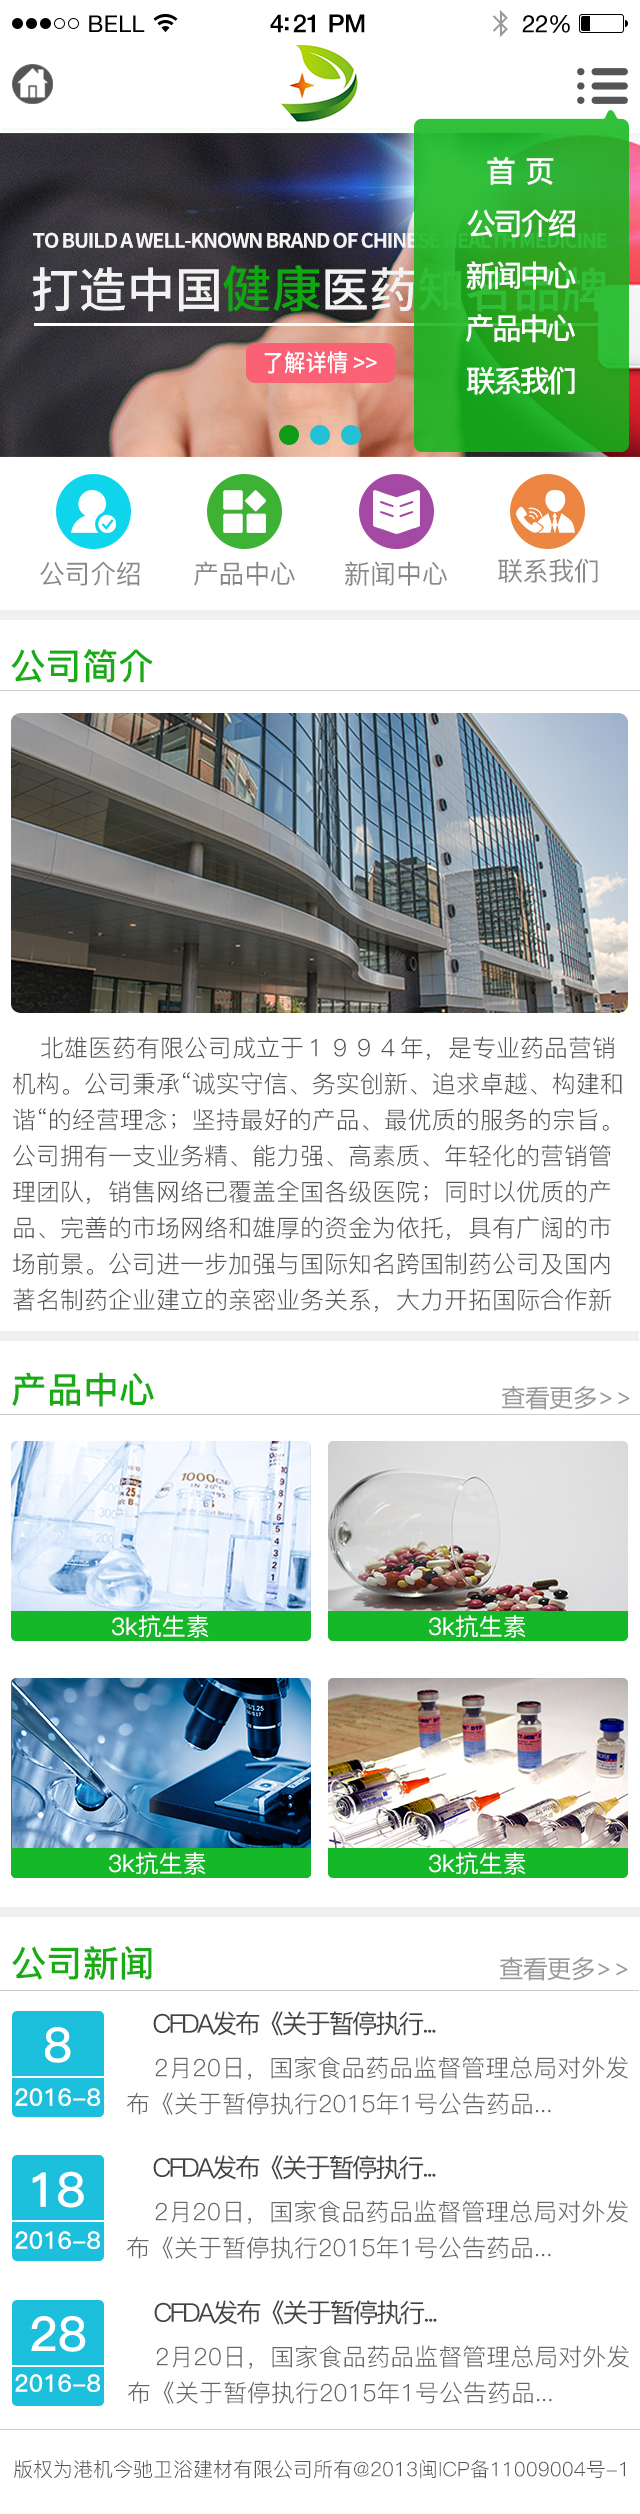 BELL 4:21 PM 22%
首 页
公司介绍
新闻中心
产品中心
联系我们
TO BUILD A WELL-KNOWN BRAND OF CHINESE HEALTH MEDICINE
打造中国健康医药知名品牌
了解详情 >>
公司介绍 产品中心 新闻中心 联系我们
公司简介
北雄医药有限公司成立于１９９４年，是专业药品营销
机构。公司秉承“诚实守信、务实创新、追求卓越、构建和
谐“的经营理念；坚持最好的产品、最优质的服务的宗旨。
公司拥有一支业务精、能力强、高素质、年轻化的营销管
理团队，销售网络已覆盖全国各级医院；同时以优质的产
品、完善的市场网络和雄厚的资金为依托，具有广阔的市
场前景。公司进一步加强与国际知名跨国制药公司及国内
著名制药企业建立的亲密业务关系，大力开拓国际合作新
产品中心 查看更多>>
3k抗生素 3k抗生素
3k抗生素 3k抗生素
公司新闻 查看更多>>
8
2016-8
CFDA发布《关于暂停执行...
2月20日，国家食品药品监督管理总局对外发
布《关于暂停执行2015年1号公告药品...
18
2016-8
CFDA发布《关于暂停执行...
2月20日，国家食品药品监督管理总局对外发
布《关于暂停执行2015年1号公告药品...
28
2016-8
CFDA发布《关于暂停执行...
2月20日，国家食品药品监督管理总局对外发
布《关于暂停执行2015年1号公告药品...
版权为港机今驰卫浴建材有限公司所有@2013闽ICP备11009004号-1